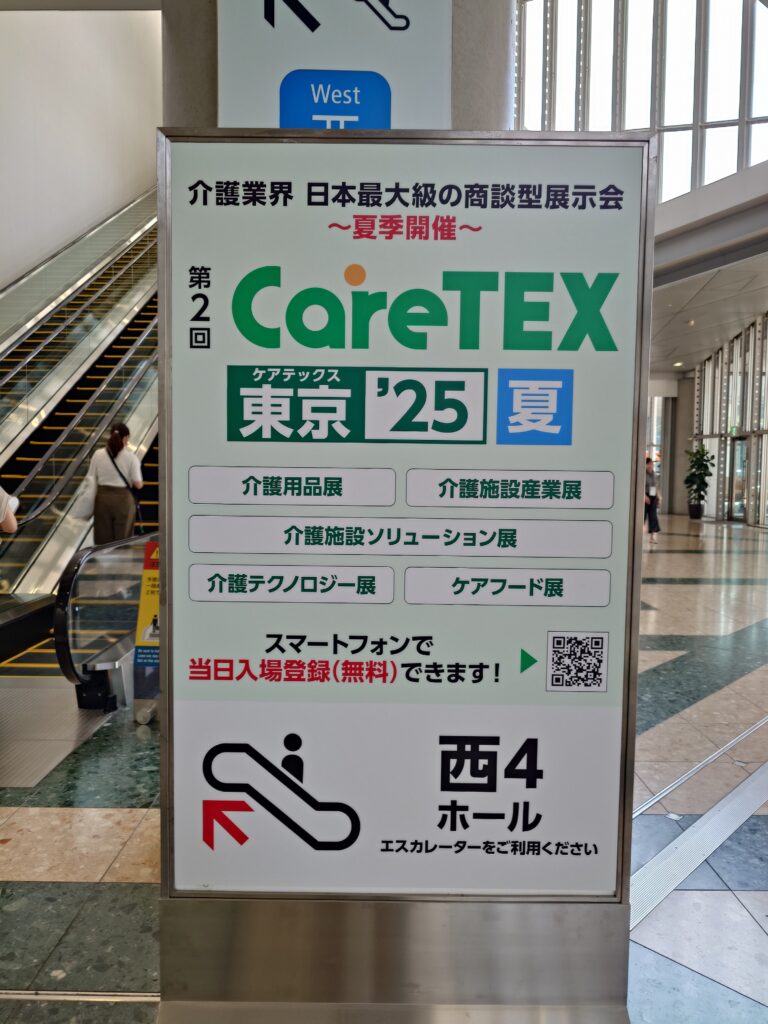 West
介護業界 日本最大級の商談型展示会
～夏季開催～
第2回
CareTEX
ケアテックス
東京 '25 夏
介護用品展
介護施設産業展
介護施設ソリューション展
介護テクノロジー展
ケアフード展
スマートフォンで
当日入場登録(無料)できます！
西4
ホール
エスカレーターをご利用ください